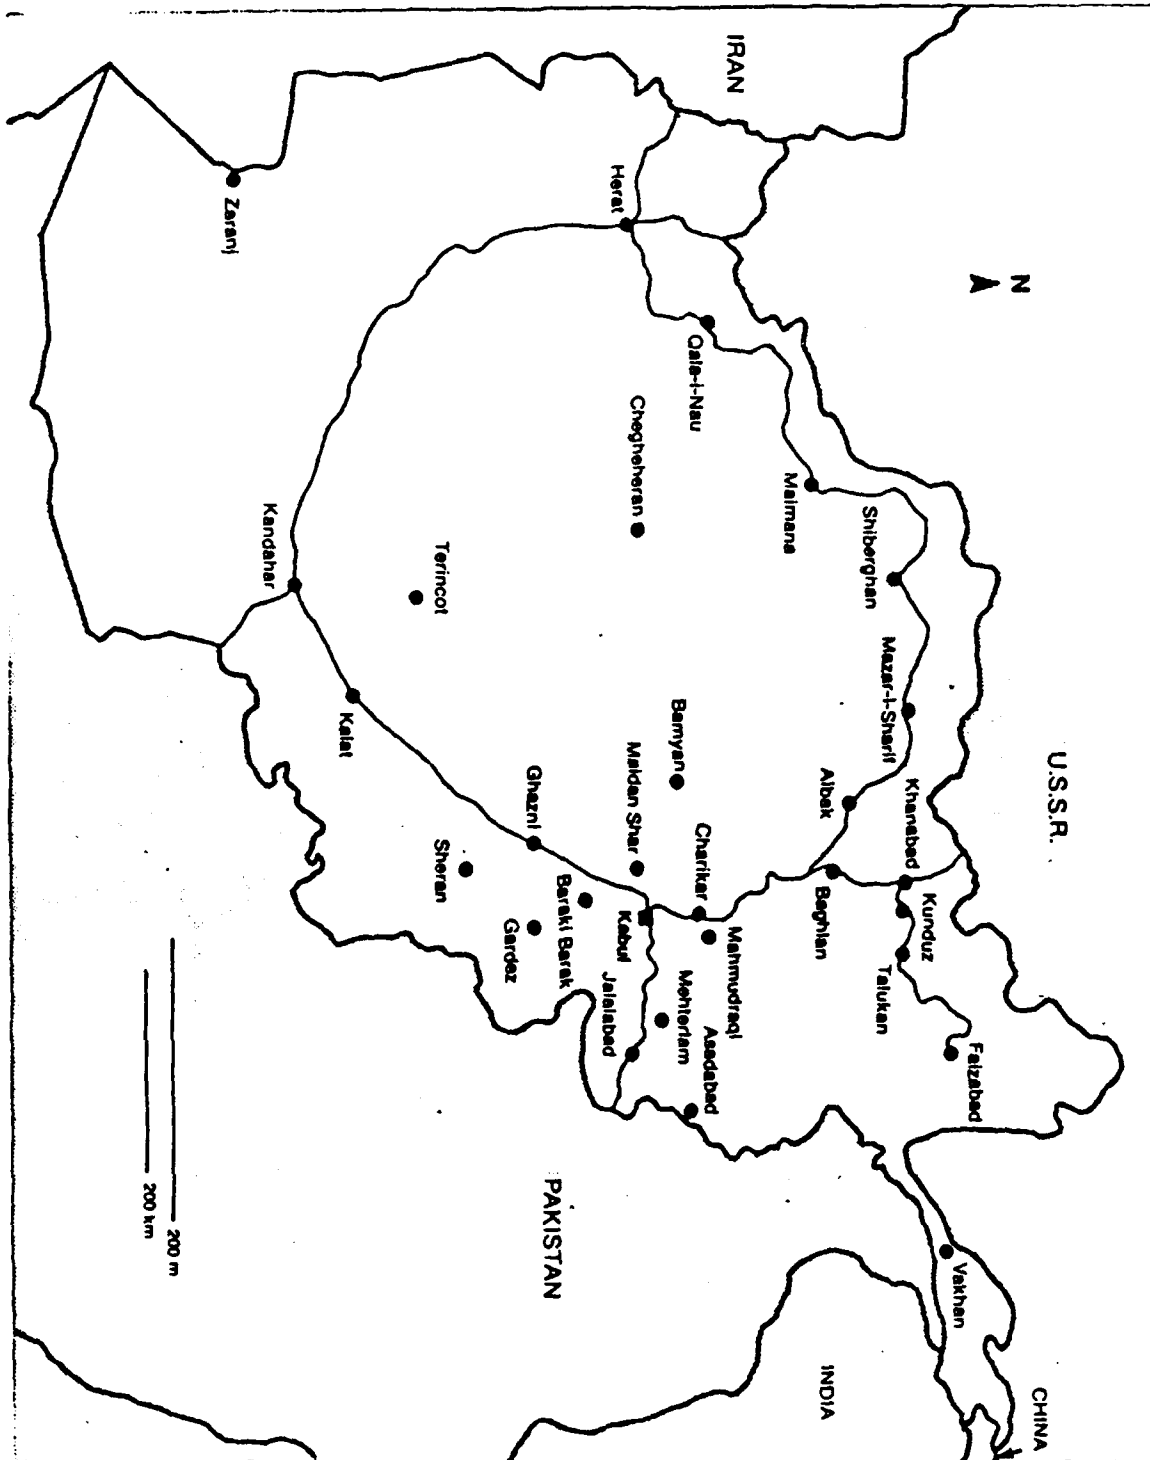 CHINA
U.S.S.R.
N
Faizabad
Vakhan
Kunduz
Khanabad
Mazar-i-Sharif
Talukan
Shiberghan
INDIA
Aibak
Baghlan
Maimana
IRAN
Mahmudraqi
Asadabad
Charikar
Qala-i-Nau
Mehterlam
Bamyan
Cheghcheran
Maidan Shar
Kabul
Herat
Jalalabad
Baraki Barak
PAKISTAN
Ghazni
Gardez
Terincot
Sharan
Kalat
Kandahar
Zaranj
200 m
200 km